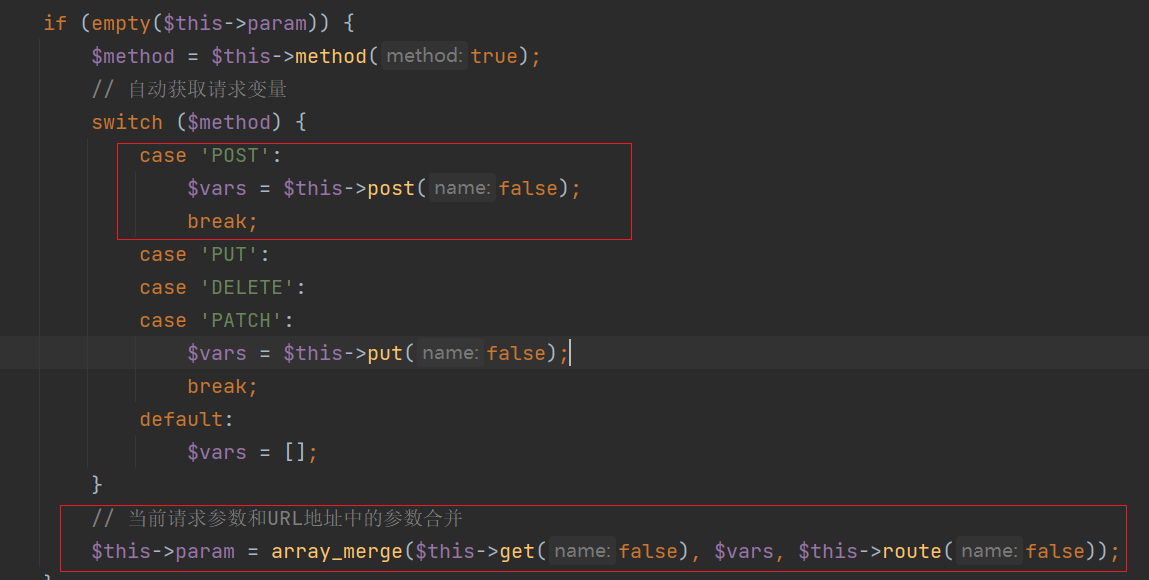 if (empty($this->param)) {
$method = $this->method( method: true);
// 自动获取请求变量
switch ($method) {
case 'POST':
$vars = $this->post( name: false);
break;
case 'PUT':
case 'DELETE':
case 'PATCH':
$vars = $this->put( name: false);
break;
default:
$vars = [];
}
// 当前请求参数和URL地址中的参数合并
$this->param = array_merge($this->get( name: false), $vars, $this->route( name: false));